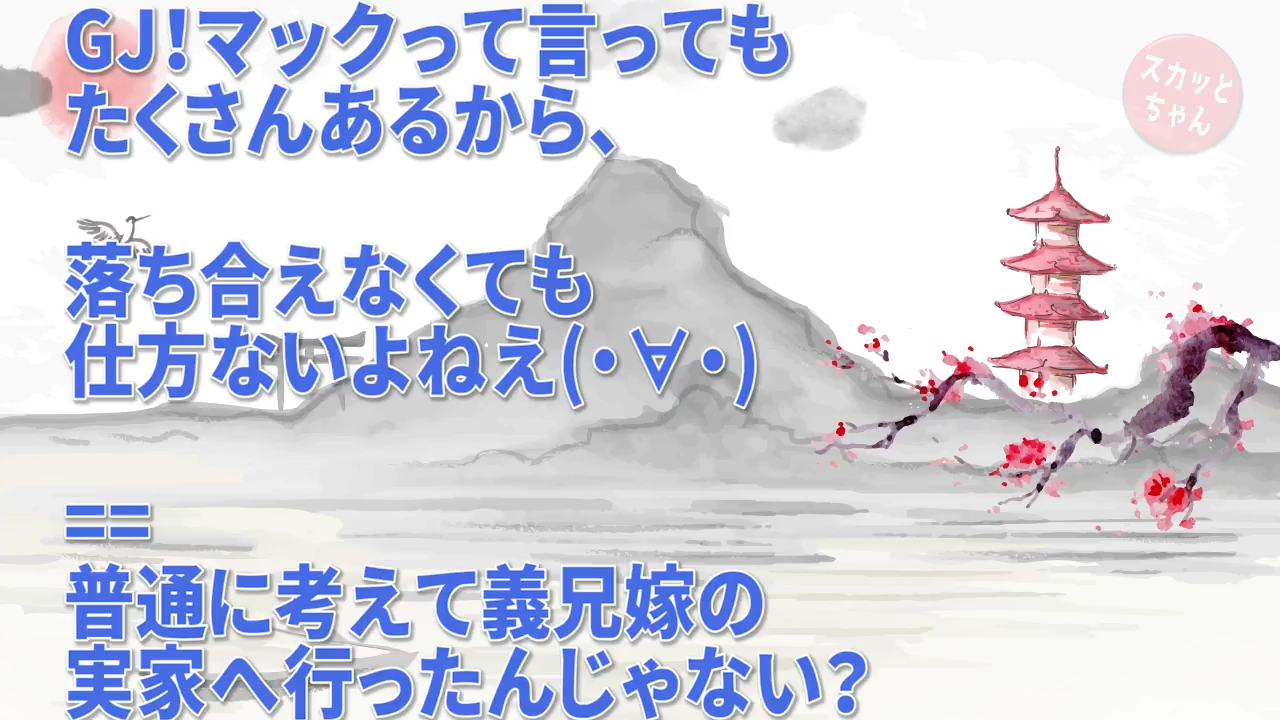 GJ!マックって言っても
たくさんあるから、
落ち合えなくても
仕方ないよねえ(・∀・)
==
普通に考えて義兄嫁の
実家へ行ったんじゃない?
スカッと
ちゃん